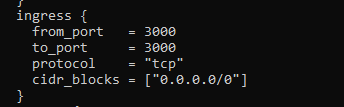 }
ingress {
  from_port   = 3000
  to_port     = 3000
  protocol    = "tcp"
  cidr_blocks = ["0.0.0.0/0"]
}